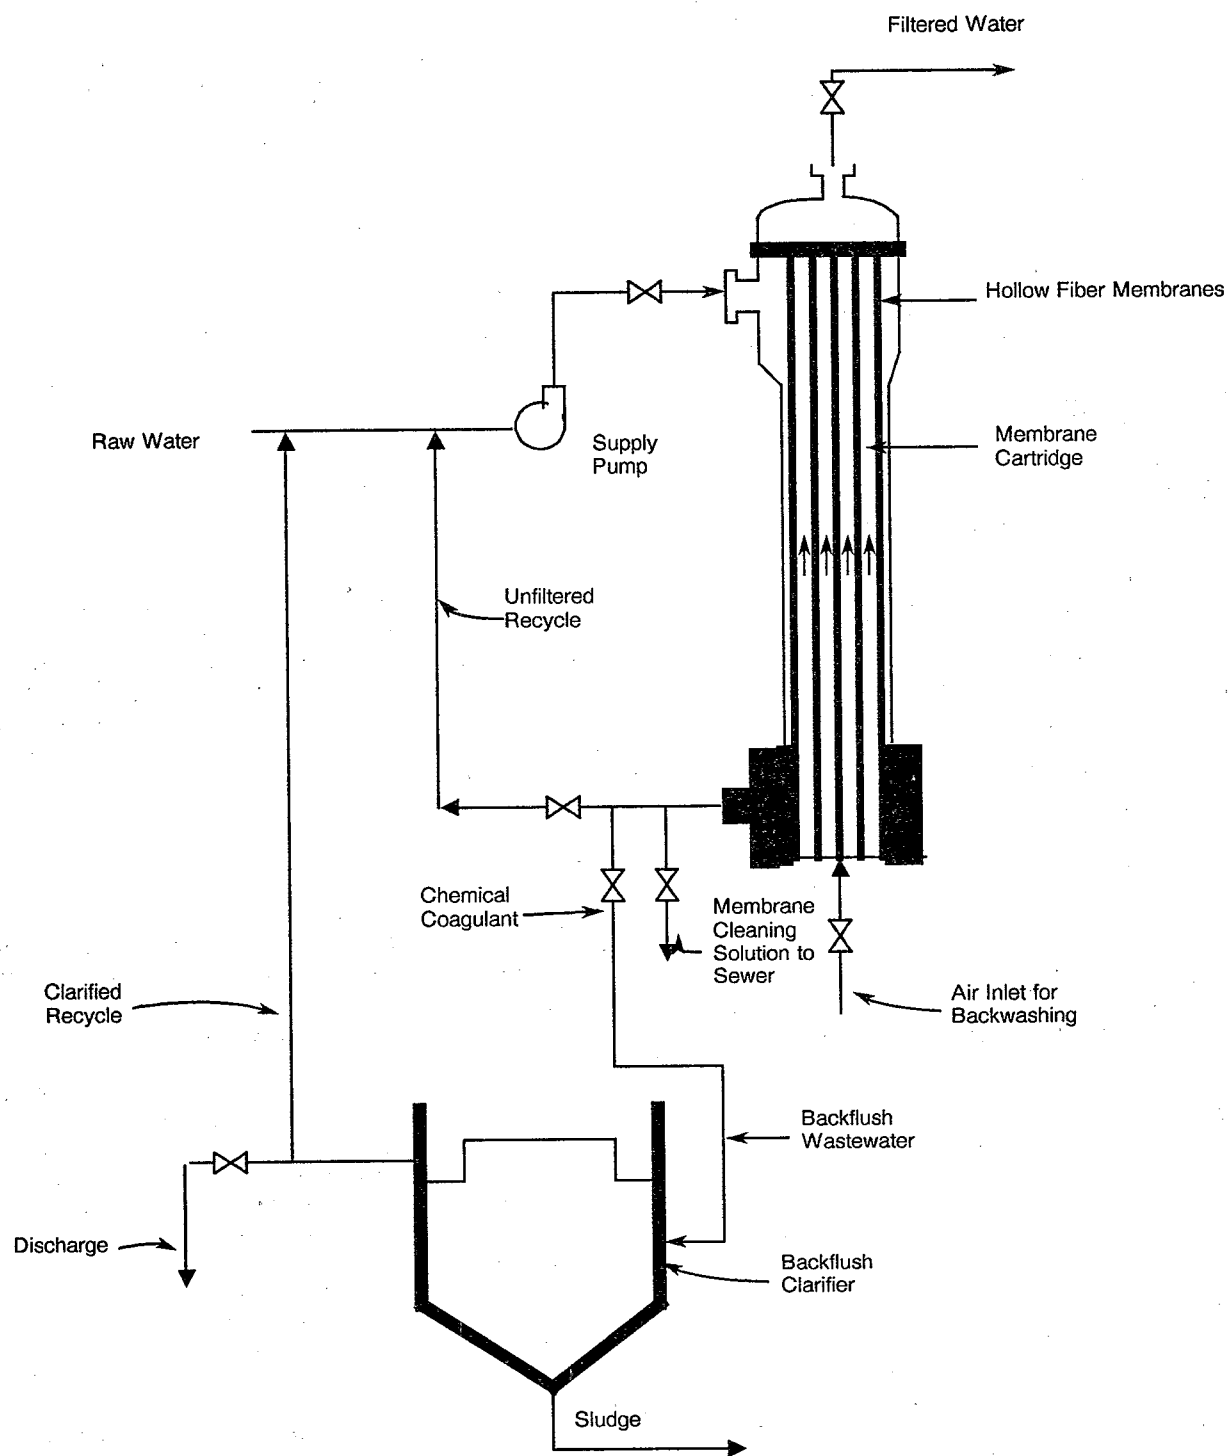 Filtered Water
Hollow Fiber Membranes
Raw Water
Supply
Pump
Membrane
Cartridge
Unfiltered
Recycle
Chemical
Coagulant
Membrane
Cleaning
Solution to
Sewer
Clarified
Recycle
Air Inlet for
Backwashing
Backflush
Wastewater
Discharge
Backflush
Clarifier
Sludge